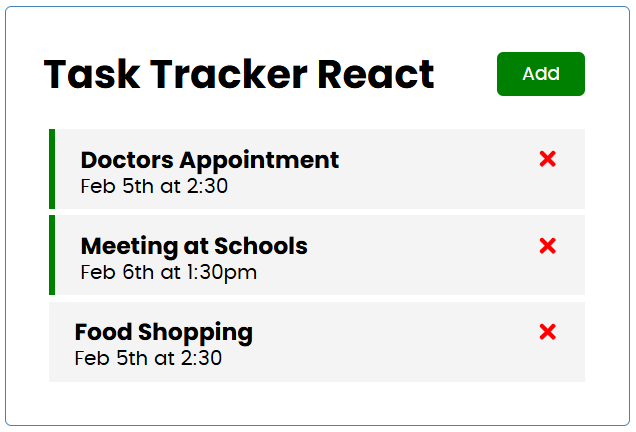 Task Tracker React
Add
Doctors Appointment
Feb 5th at 2:30
Meeting at Schools
Feb 6th at 1:30pm
Food Shopping
Feb 5th at 2:30